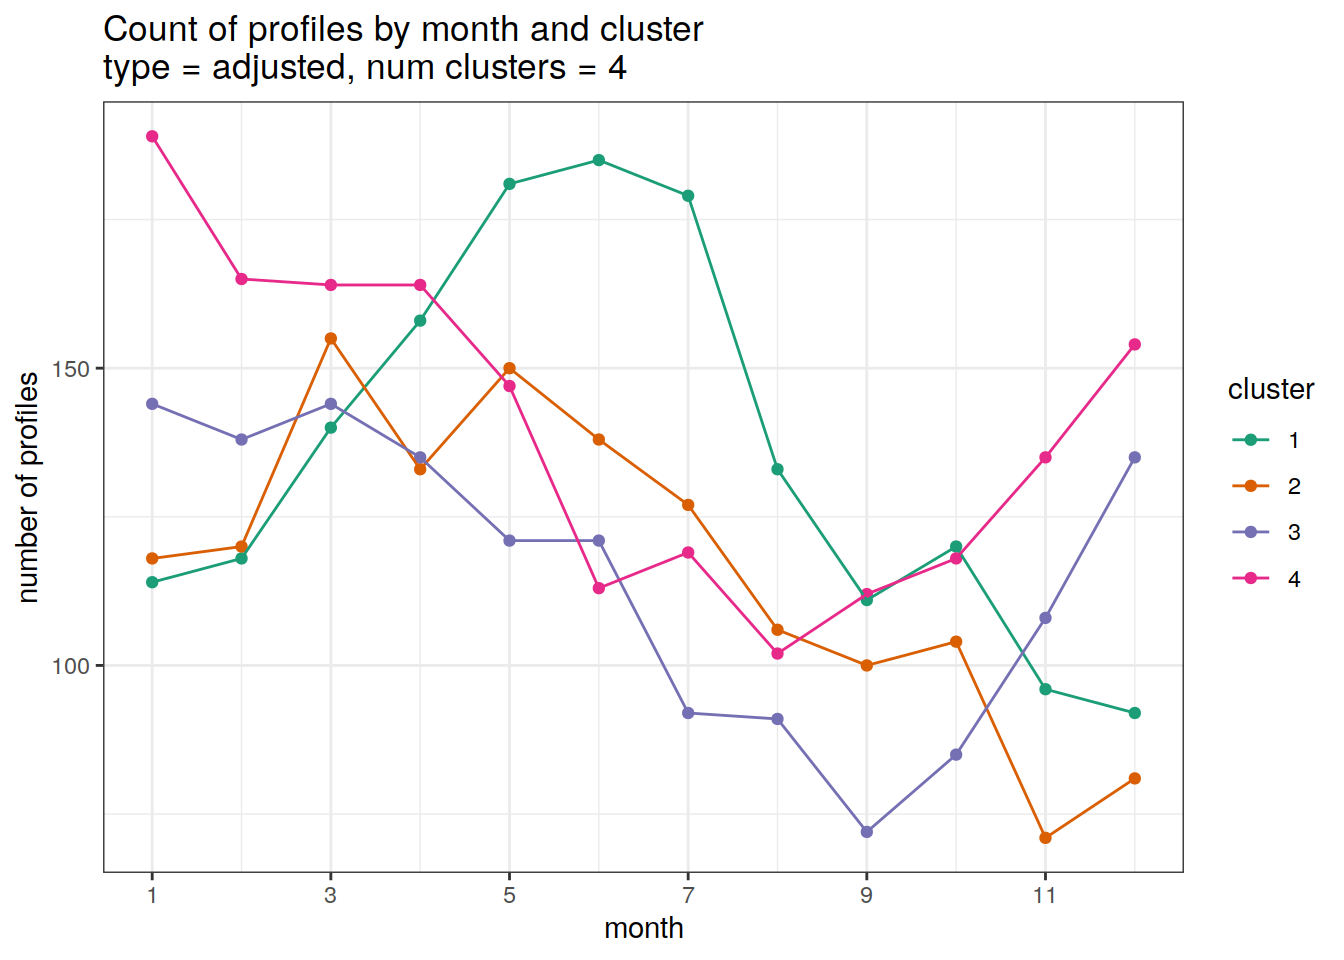 Count of profiles by month and cluster
type = adjusted, num clusters = 4
number of profiles
150
100
1
3
5
7
9
11
month
cluster
1
2
3
4